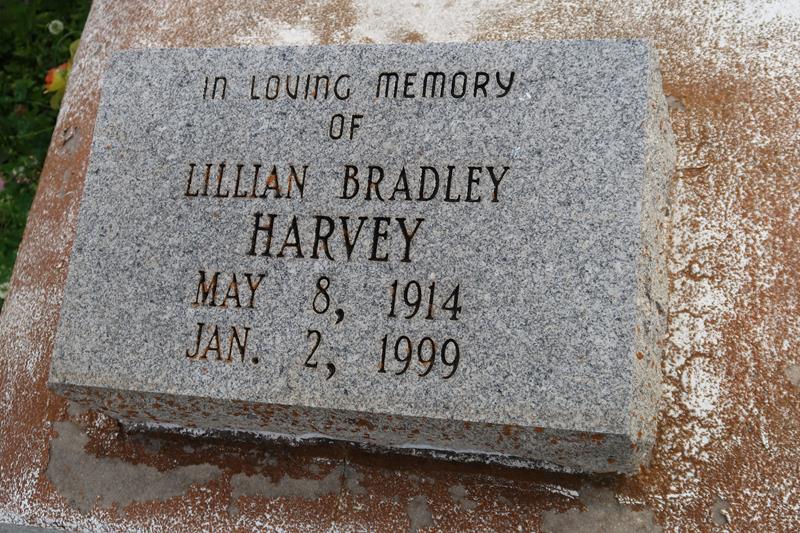 IN LOVING MEMORY
OF
LILLIAN BRADLEY
HARVEY
MAY 8, 1914
JAN. 2, 1999